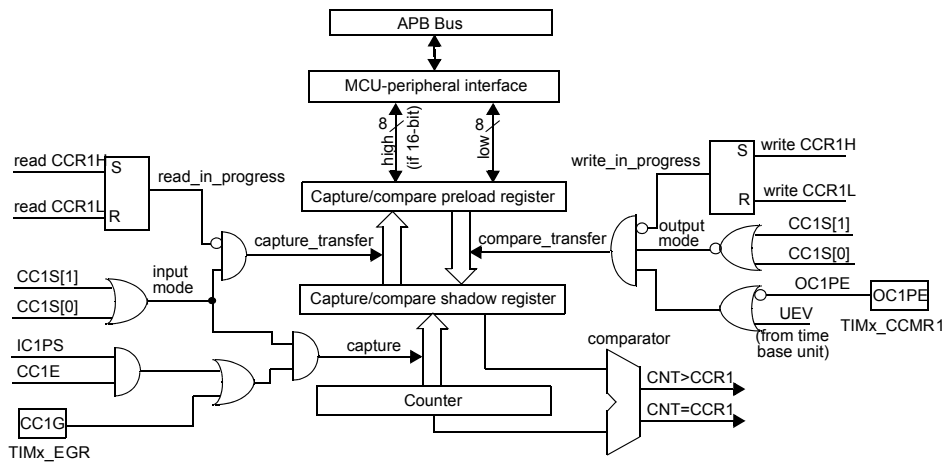 APB Bus
MCU-peripheral interface
8
high
(if 16-bit)
8
low
read CCR1H
S
read_in_progress
read CCR1L
R
write_in_progress
S
write CCR1H
R
write CCR1L
Capture/compare preload register
capture_transfer
compare_transfer
output
mode
CC1S[1]
CC1S[0]
CC1S[1]
CC1S[0]
input
mode
Capture/compare shadow register
OC1PE
OC1PE
UEV
TIMx_CCMR1
(from time
base unit)
IC1PS
CC1E
capture
comparator
CNT>CCR1
Counter
CNT=CCR1
CC1G
TIMx_EGR